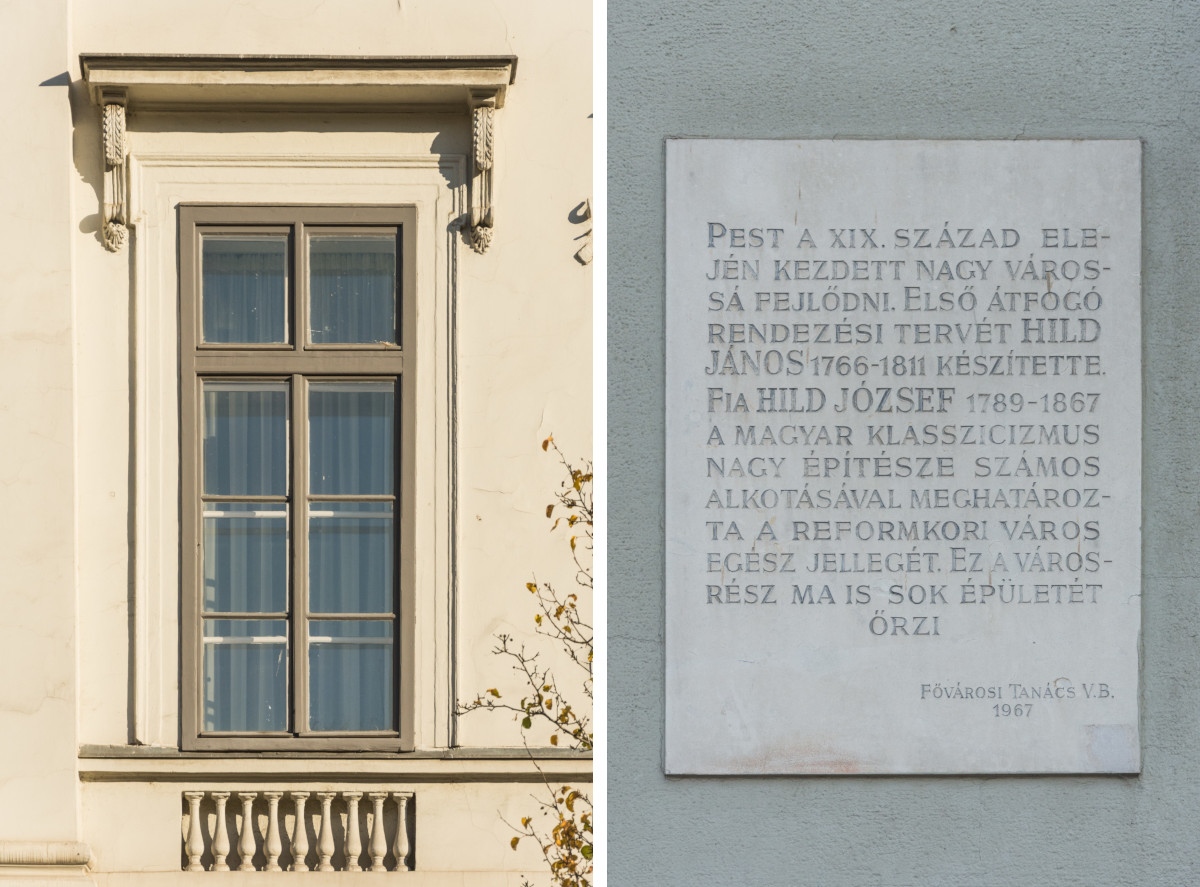 PEST A XIX. SZÁZAD ELE-
JÉN KEZDETT NAGY VÁROS-
SÁ FEJLŐDNI. ELSŐ ÁTFOGÓ
RENDEZÉSI TERVÉT HILD
JÁNOS 1766-1811 KÉSZÍTETTE.
FIA HILD JÓZSEF 1789-1867
A MAGYAR KLASSZICIZMUS
NAGY ÉPÍTÉSZE SZÁMOS
ALKOTÁSÁVAL MEGHATÁROZ-
TA A REFORMKORI VÁROS
EGÉSZ JELLEGÉT. EZ A VÁROS-
RÉSZ MA IS SOK ÉPÜLETÉT
ŐRZI
FŐVÁROSI TANÁCS V.B.
1967